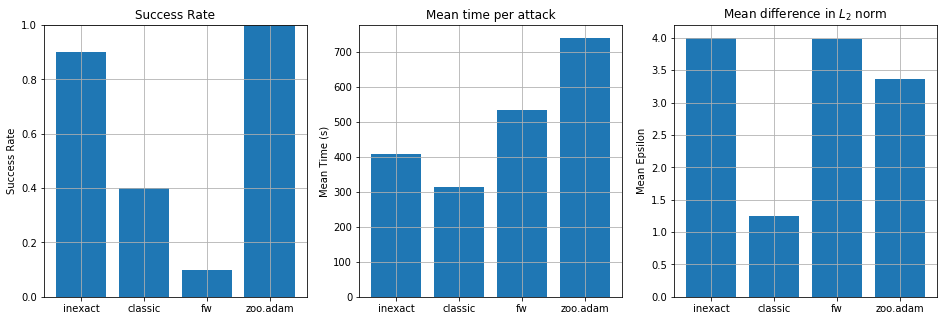 Success Rate
Success Rate
1.0
0.8
0.6
0.4
0.2
0.0
inexact classic fw zoo.adam
Mean time per attack
Mean Time (s)
700
600
500
400
300
200
100
0
inexact classic fw zoo.adam
Mean difference in L₂ norm
Mean Epsilon
4.0
3.5
3.0
2.5
2.0
1.5
1.0
0.5
0.0
inexact classic fw zoo.adam